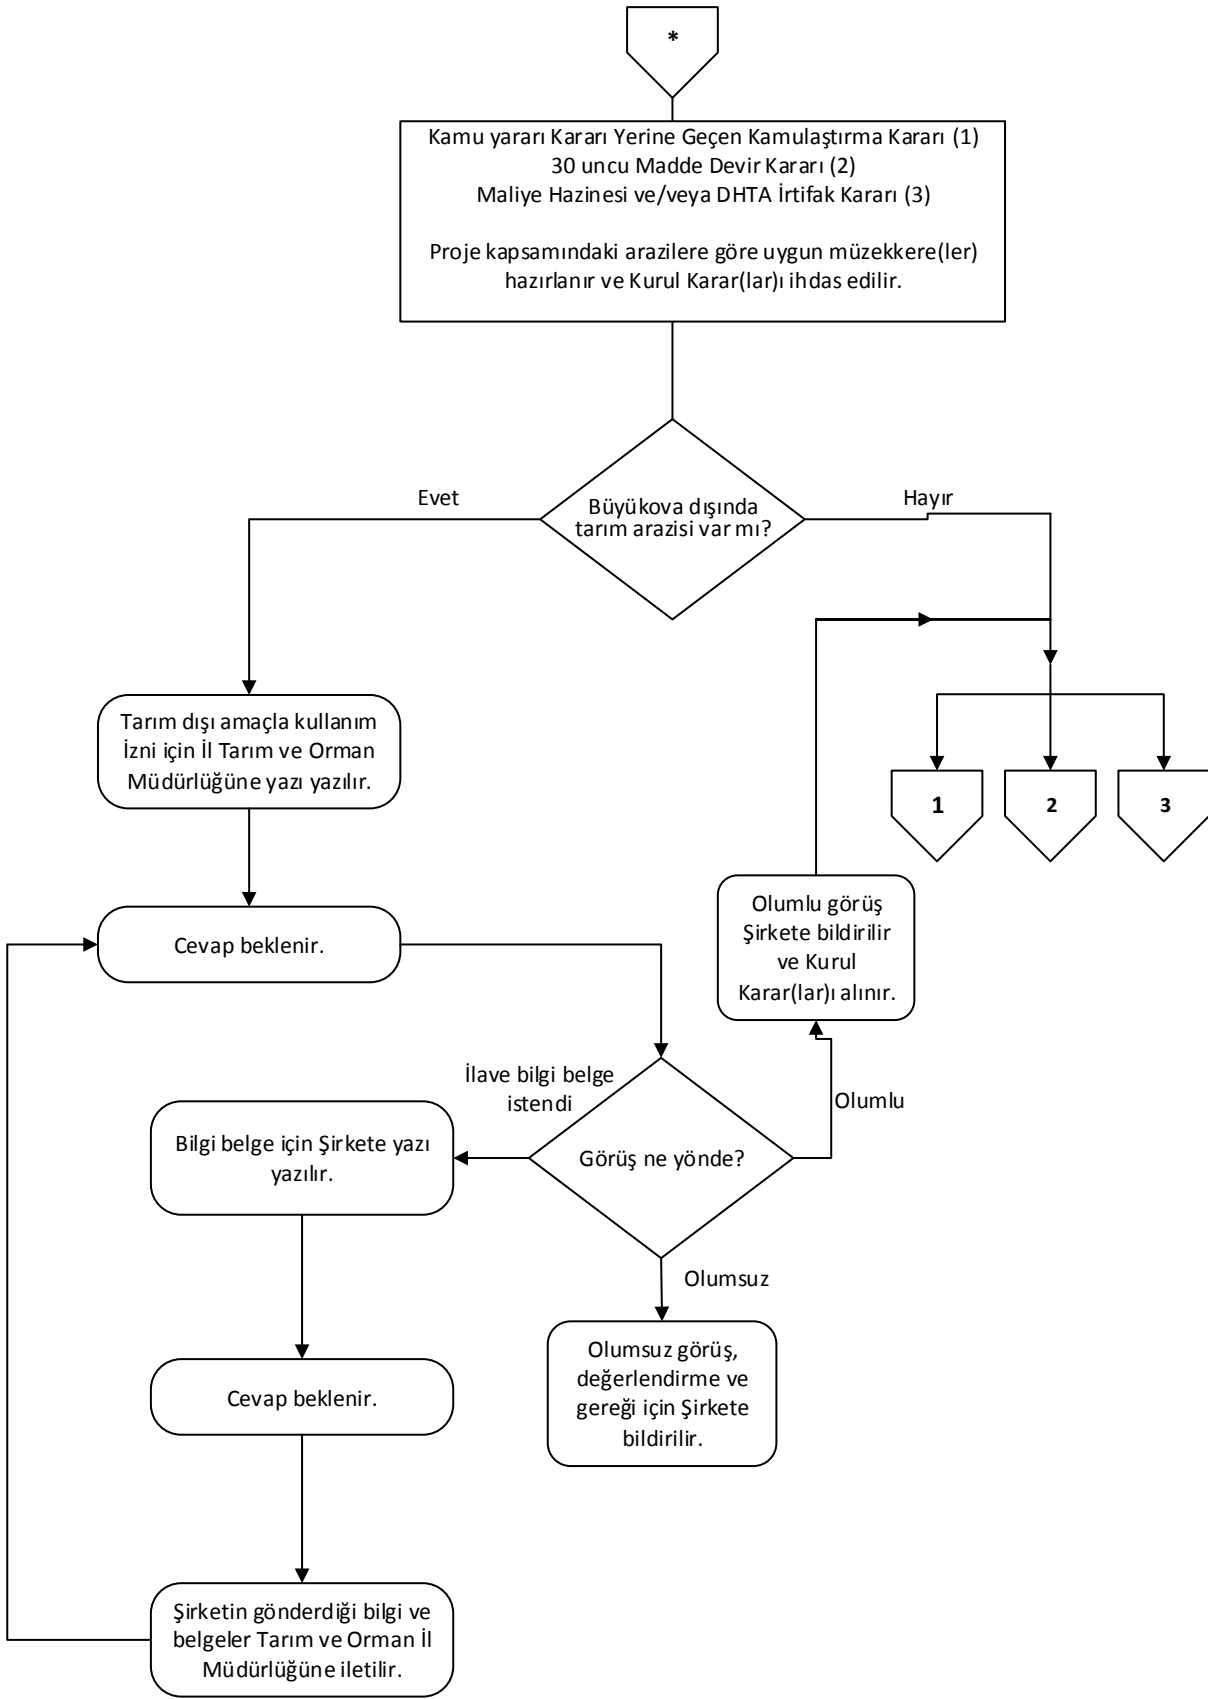 *
Kamu yararı Kararı Yerine Geçen Kamulaştırma Kararı (1)
30 uncu Madde Devir Kararı (2)
Maliye Hazinesi ve/veya DHTA İrtifak Kararı (3)
Proje kapsamındaki arazilere göre uygun müzekkere(ler)
hazırlanır ve Kurul Karar(lar)ı ihdas edilir.
Evet
Büyükova dışında
tarım arazisi var mı?
Hayır
Tarım dışı amaçla kullanım
İzni için İl Tarım ve Orman
Müdürlüğüne yazı yazılır.
1
2
3
Cevap beklenir.
Olumlu görüş
Şirkete bildirilir
ve Kurul
Karar(lar)ı alınır.
İlave bilgi belge
istendi
Olumlu
Bilgi belge için Şirkete yazı
yazılır.
Görüş ne yönde?
Olumsuz
Olumsuz görüş,
değerlendirme ve
gereği için Şirkete
bildirilir.
Cevap beklenir.
Şirketin gönderdiği bilgi ve
belgeler Tarım ve Orman İl
Müdürlüğüne iletilir.